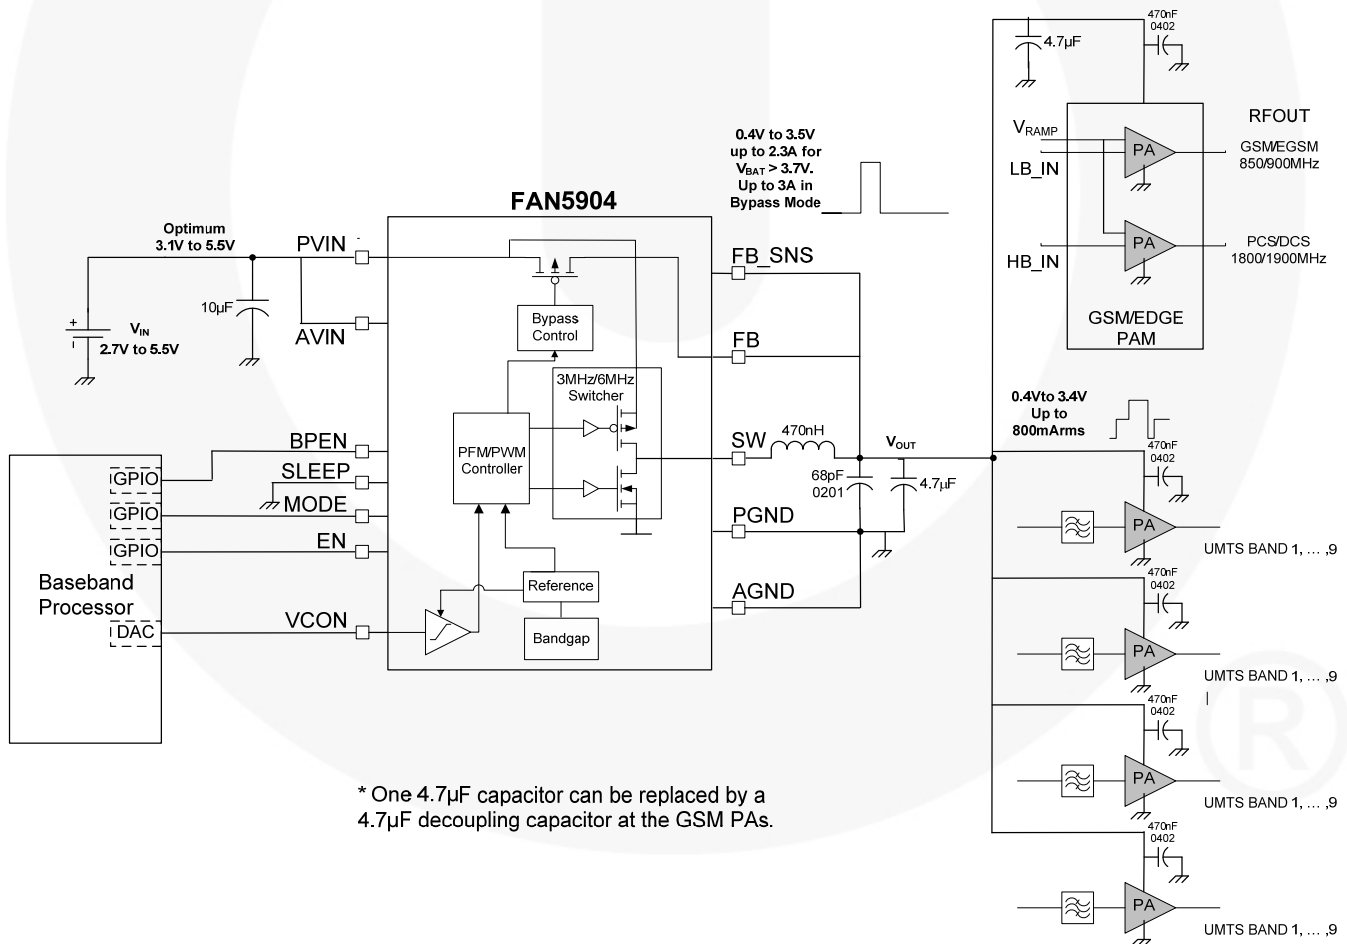 FAN5904
Optimum
3.1V to 5.5V
PVIN
10µF
AVIN
+
V_IN
2.7V to 5.5V
BPEN
SLEEP
MODE
EN
VCON
GPIO
GPIO
GPIO
DAC
Baseband
Processor
Bypass
Control
3MHz/6MHz
Switcher
PFM/PWM
Controller
Reference
Bandgap
0.4V to 3.5V
up to 2.3A for
V_BAT > 3.7V.
Up to 3A in
Bypass Mode
FB_SNS
FB
SW
PGND
AGND
470nH
V_OUT
68pF
0201
4.7µF
4.7µF
470nF
0402
V_RAMP
LB_IN
HB_IN
PA
PA
GSM/EDGE
PAM
RFOUT
GSM/EGSM
850/900MHz
PCS/DCS
1800/1900MHz
0.4Vto 3.4V
Up to
800mArms
470nF
0402
PA
UMTS BAND 1, ... ,9
470nF
0402
PA
UMTS BAND 1, ... ,9
470nF
0402
PA
UMTS BAND 1, ... ,9
470nF
0402
PA
UMTS BAND 1, ... ,9
* One 4.7µF capacitor can be replaced by a
4.7µF decoupling capacitor at the GSM PAs.
®